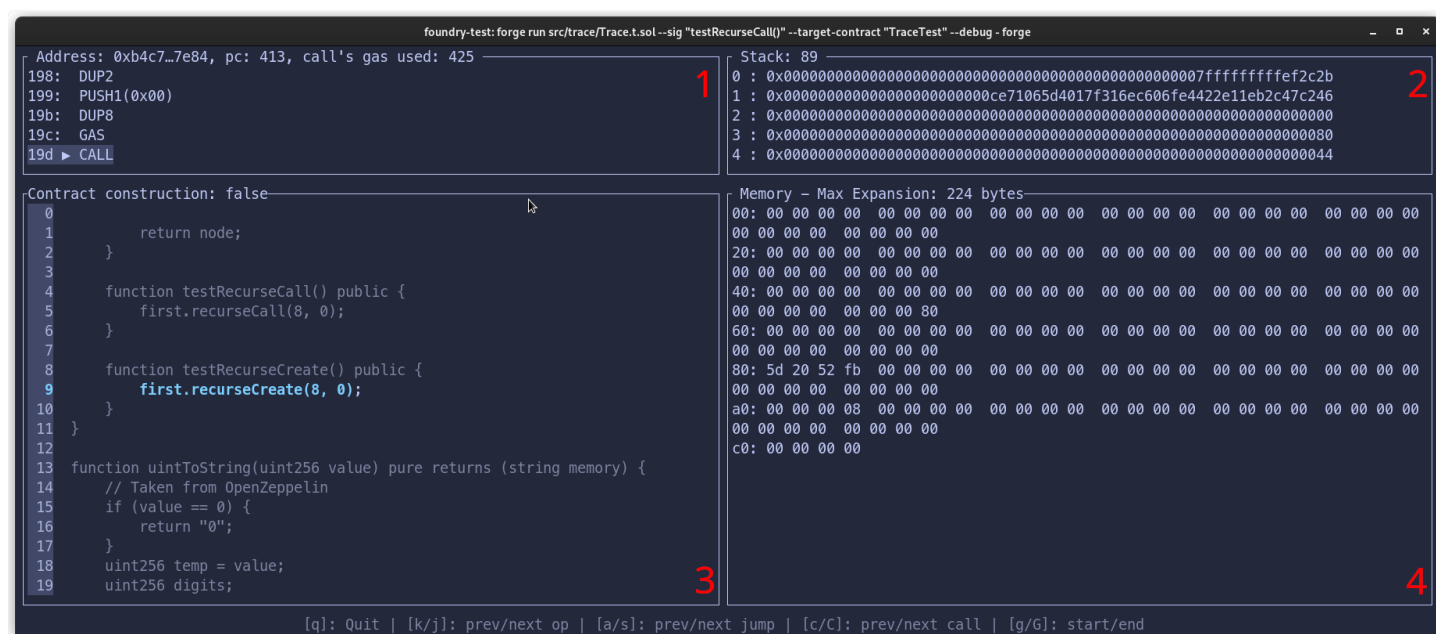 foundry-test: forge run src/trace/Trace.t.sol --sig "testRecurseCall()" --target-contract "TraceTest" --debug - forge
Address: 0xb4c7…7e84, pc: 413, call's gas used: 425
198: DUP2
199: PUSH1(0x00)
19b: DUP8
19c: GAS
19d ▶ CALL
1
Stack: 89
0 : 0x0000000000000000000000000000000000000000000000007fffffffffef2c2b
1 : 0x000000000000000000000000ce71065d4017f316ec606fe4422e11eb2c47c246
2 : 0x0000000000000000000000000000000000000000000000000000000000000000
3 : 0x0000000000000000000000000000000000000000000000000000000000000080
4 : 0x0000000000000000000000000000000000000000000000000000000000000044
2
Contract construction: false
0
1 return node;
2 }
3
4 function testRecurseCall() public {
5 first.recurseCall(8, 0);
6 }
7
8 function testRecurseCreate() public {
9 first.recurseCreate(8, 0);
10 }
11 }
12
13 function uintToString(uint256 value) pure returns (string memory) {
14 // Taken from OpenZeppelin
15 if (value == 0) {
16 return "0";
17 }
18 uint256 temp = value;
19 uint256 digits;
3
Memory – Max Expansion: 224 bytes
00: 00 00 00 00 00 00 00 00 00 00 00 00 00 00 00 00 00 00 00 00 00 00 00 00
00 00 00 00 00 00 00 00
20: 00 00 00 00 00 00 00 00 00 00 00 00 00 00 00 00 00 00 00 00 00 00 00 00
00 00 00 00 00 00 00 00
40: 00 00 00 00 00 00 00 00 00 00 00 00 00 00 00 00 00 00 00 00 00 00 00 00
00 00 00 00 00 00 00 80
60: 00 00 00 00 00 00 00 00 00 00 00 00 00 00 00 00 00 00 00 00 00 00 00 00
00 00 00 00 00 00 00 00
80: 5d 20 52 fb 00 00 00 00 00 00 00 00 00 00 00 00 00 00 00 00 00 00 00 00
00 00 00 00 00 00 00 00
a0: 00 00 00 08 00 00 00 00 00 00 00 00 00 00 00 00 00 00 00 00 00 00 00 00
00 00 00 00 00 00 00 00
c0: 00 00 00 00
4
[q]: Quit | [k/j]: prev/next op | [a/s]: prev/next jump | [c/C]: prev/next call | [g/G]: start/end